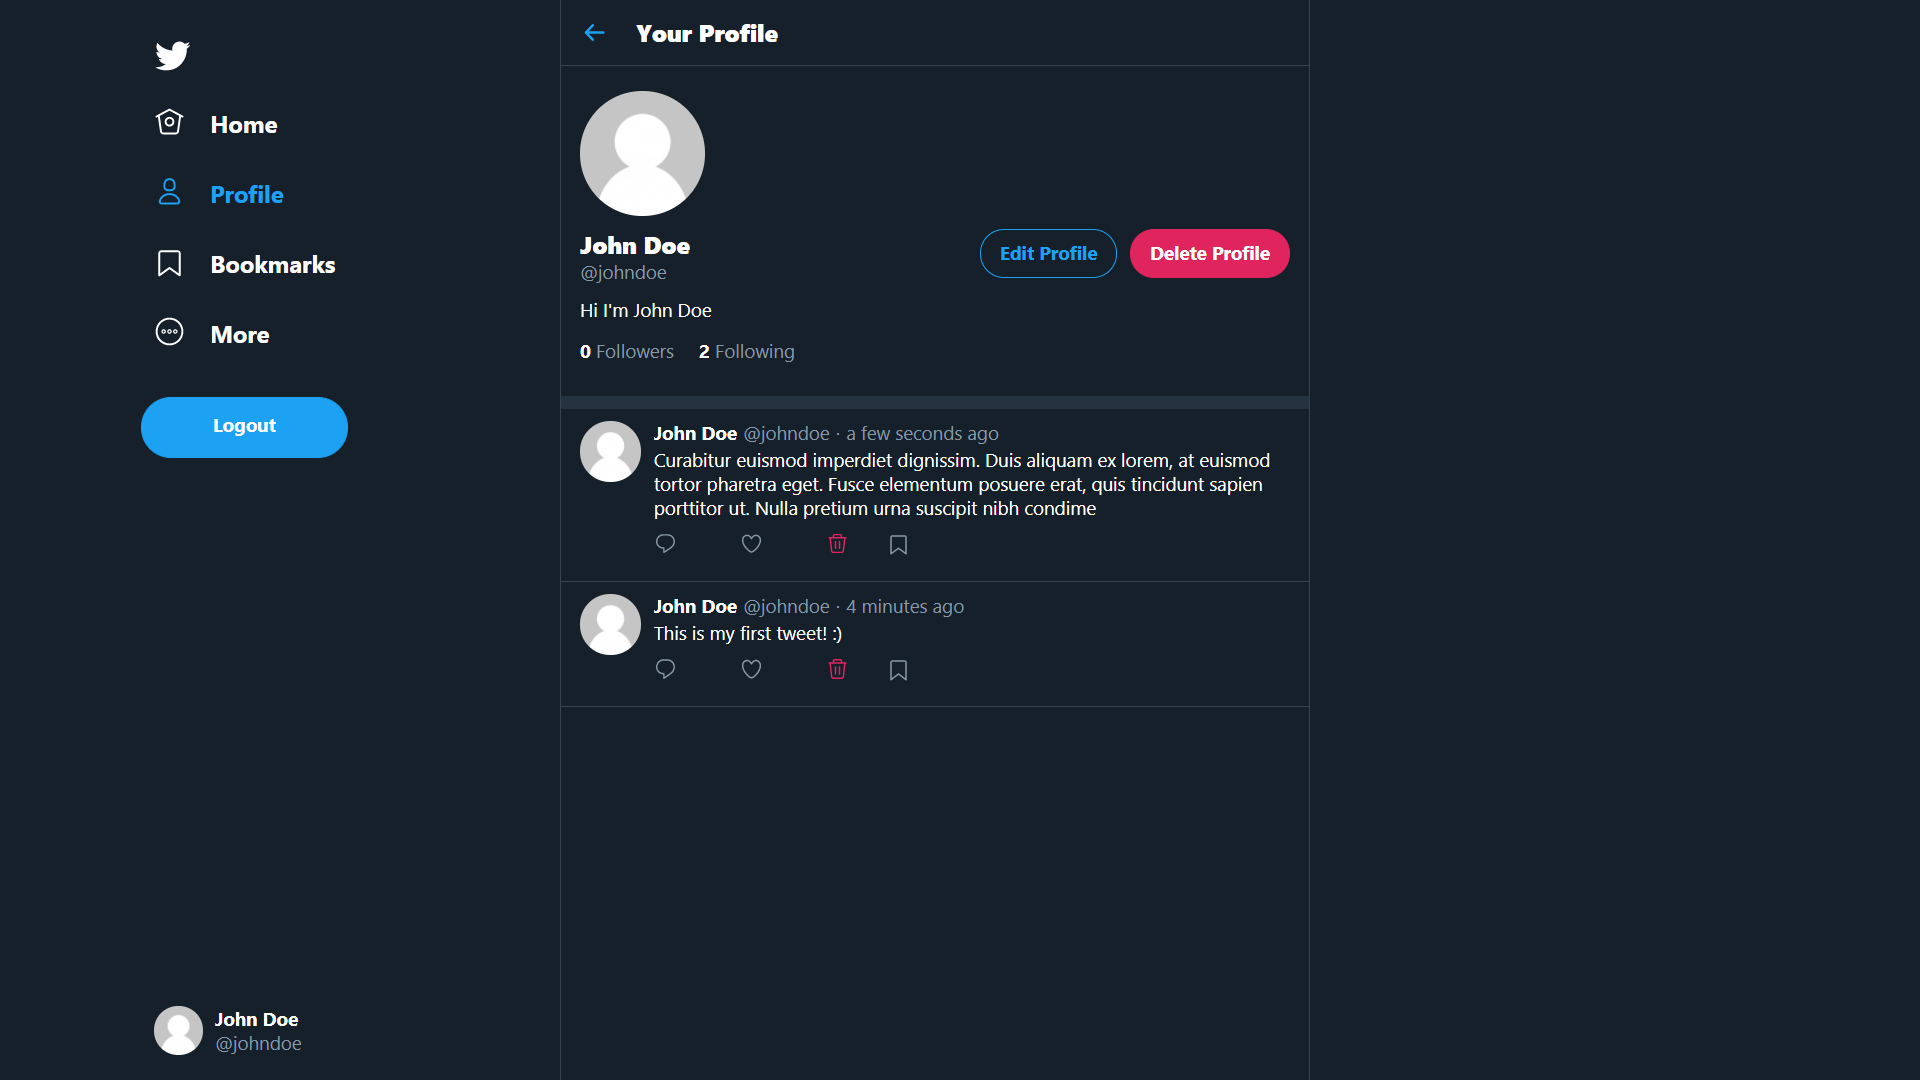 Home
Profile
Bookmarks
More
Logout
John Doe
@johndoe
Your Profile
John Doe
@johndoe
Edit Profile
Delete Profile
Hi I'm John Doe
0 Followers 2 Following
John Doe @johndoe · a few seconds ago
Curabitur euismod imperdiet dignissim. Duis aliquam ex lorem, at euismod
tortor pharetra eget. Fusce elementum posuere erat, quis tincidunt sapien
porttitor ut. Nulla pretium urna suscipit nibh condime
John Doe @johndoe · 4 minutes ago
This is my first tweet! :)